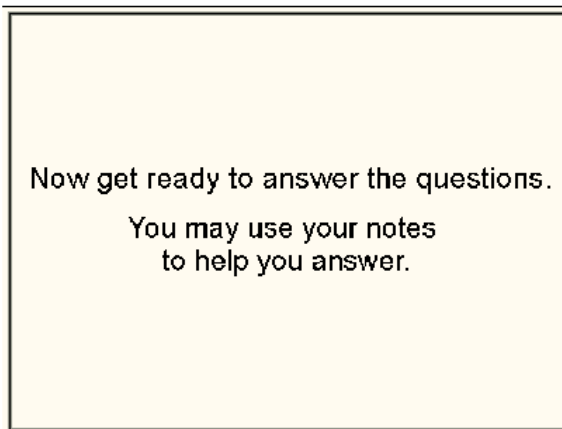 Now get ready to answer the questions.
You may use your notes
to help you answer.